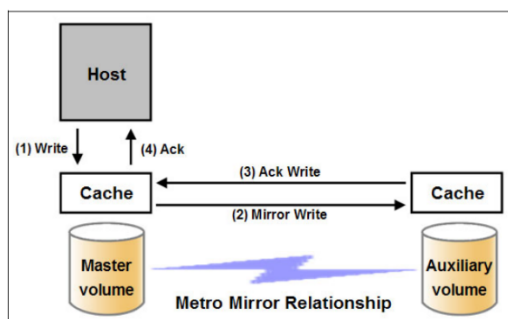 Host
(1) Write
(4) Ack
(3) Ack Write
Cache
Cache
(2) Mirror Write
Master
volume
Auxiliary
volume
Metro Mirror Relationship